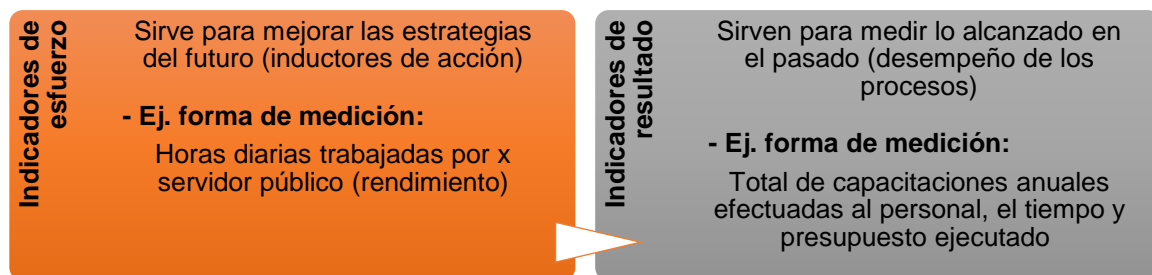 Indicadores de
esfuerzo
Sirve para mejorar las estrategias
del futuro (inductores de acción)
- Ej. forma de medición:
Horas diarias trabajadas por x
servidor público (rendimiento)
Indicadores de
resultado
Sirven para medir lo alcanzado en
el pasado (desempeño de los
procesos)
- Ej. forma de medición:
Total de capacitaciones anuales
efectuadas al personal, el tiempo y
presupuesto ejecutado